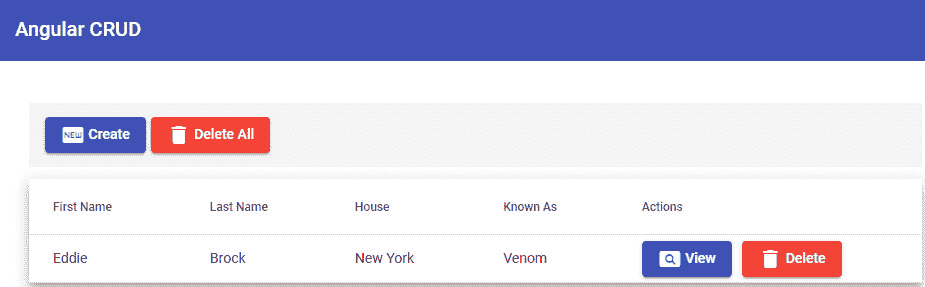 Angular CRUD
NEW Create Delete All
First Name Last Name House Known As Actions
Eddie Brock New York Venom View Delete